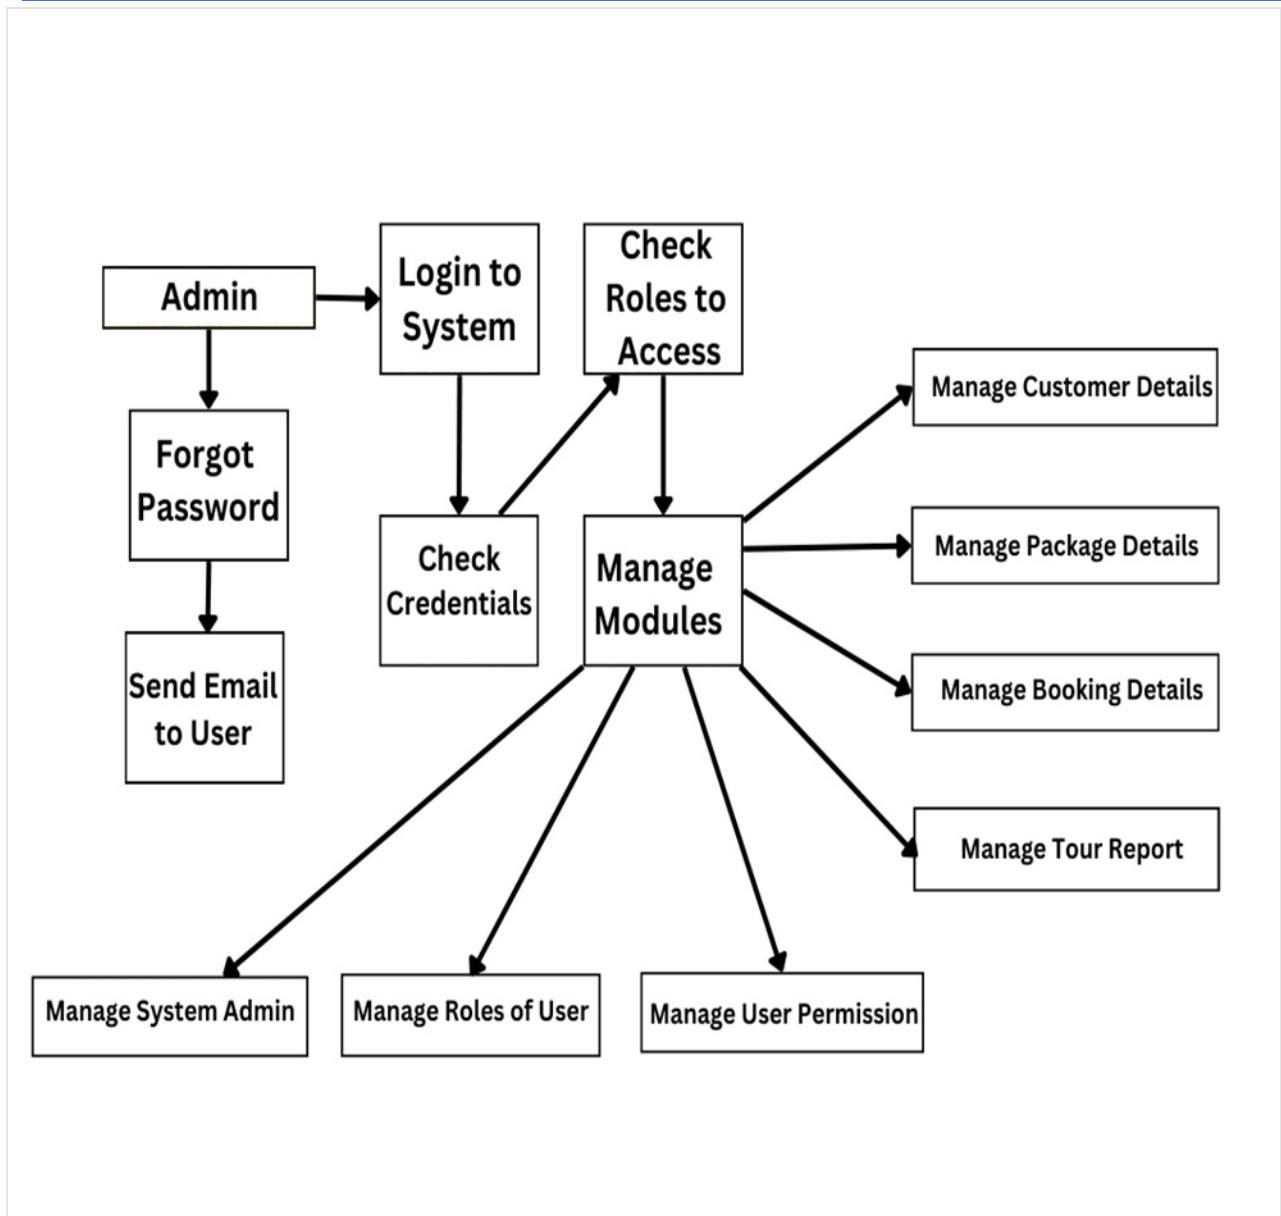 Admin
Login to
System
Check
Roles to
Access
Forgot
Password
Send Email
to User
Check
Credentials
Manage
Modules
Manage Customer Details
Manage Package Details
Manage Booking Details
Manage Tour Report
Manage System Admin
Manage Roles of User
Manage User Permission